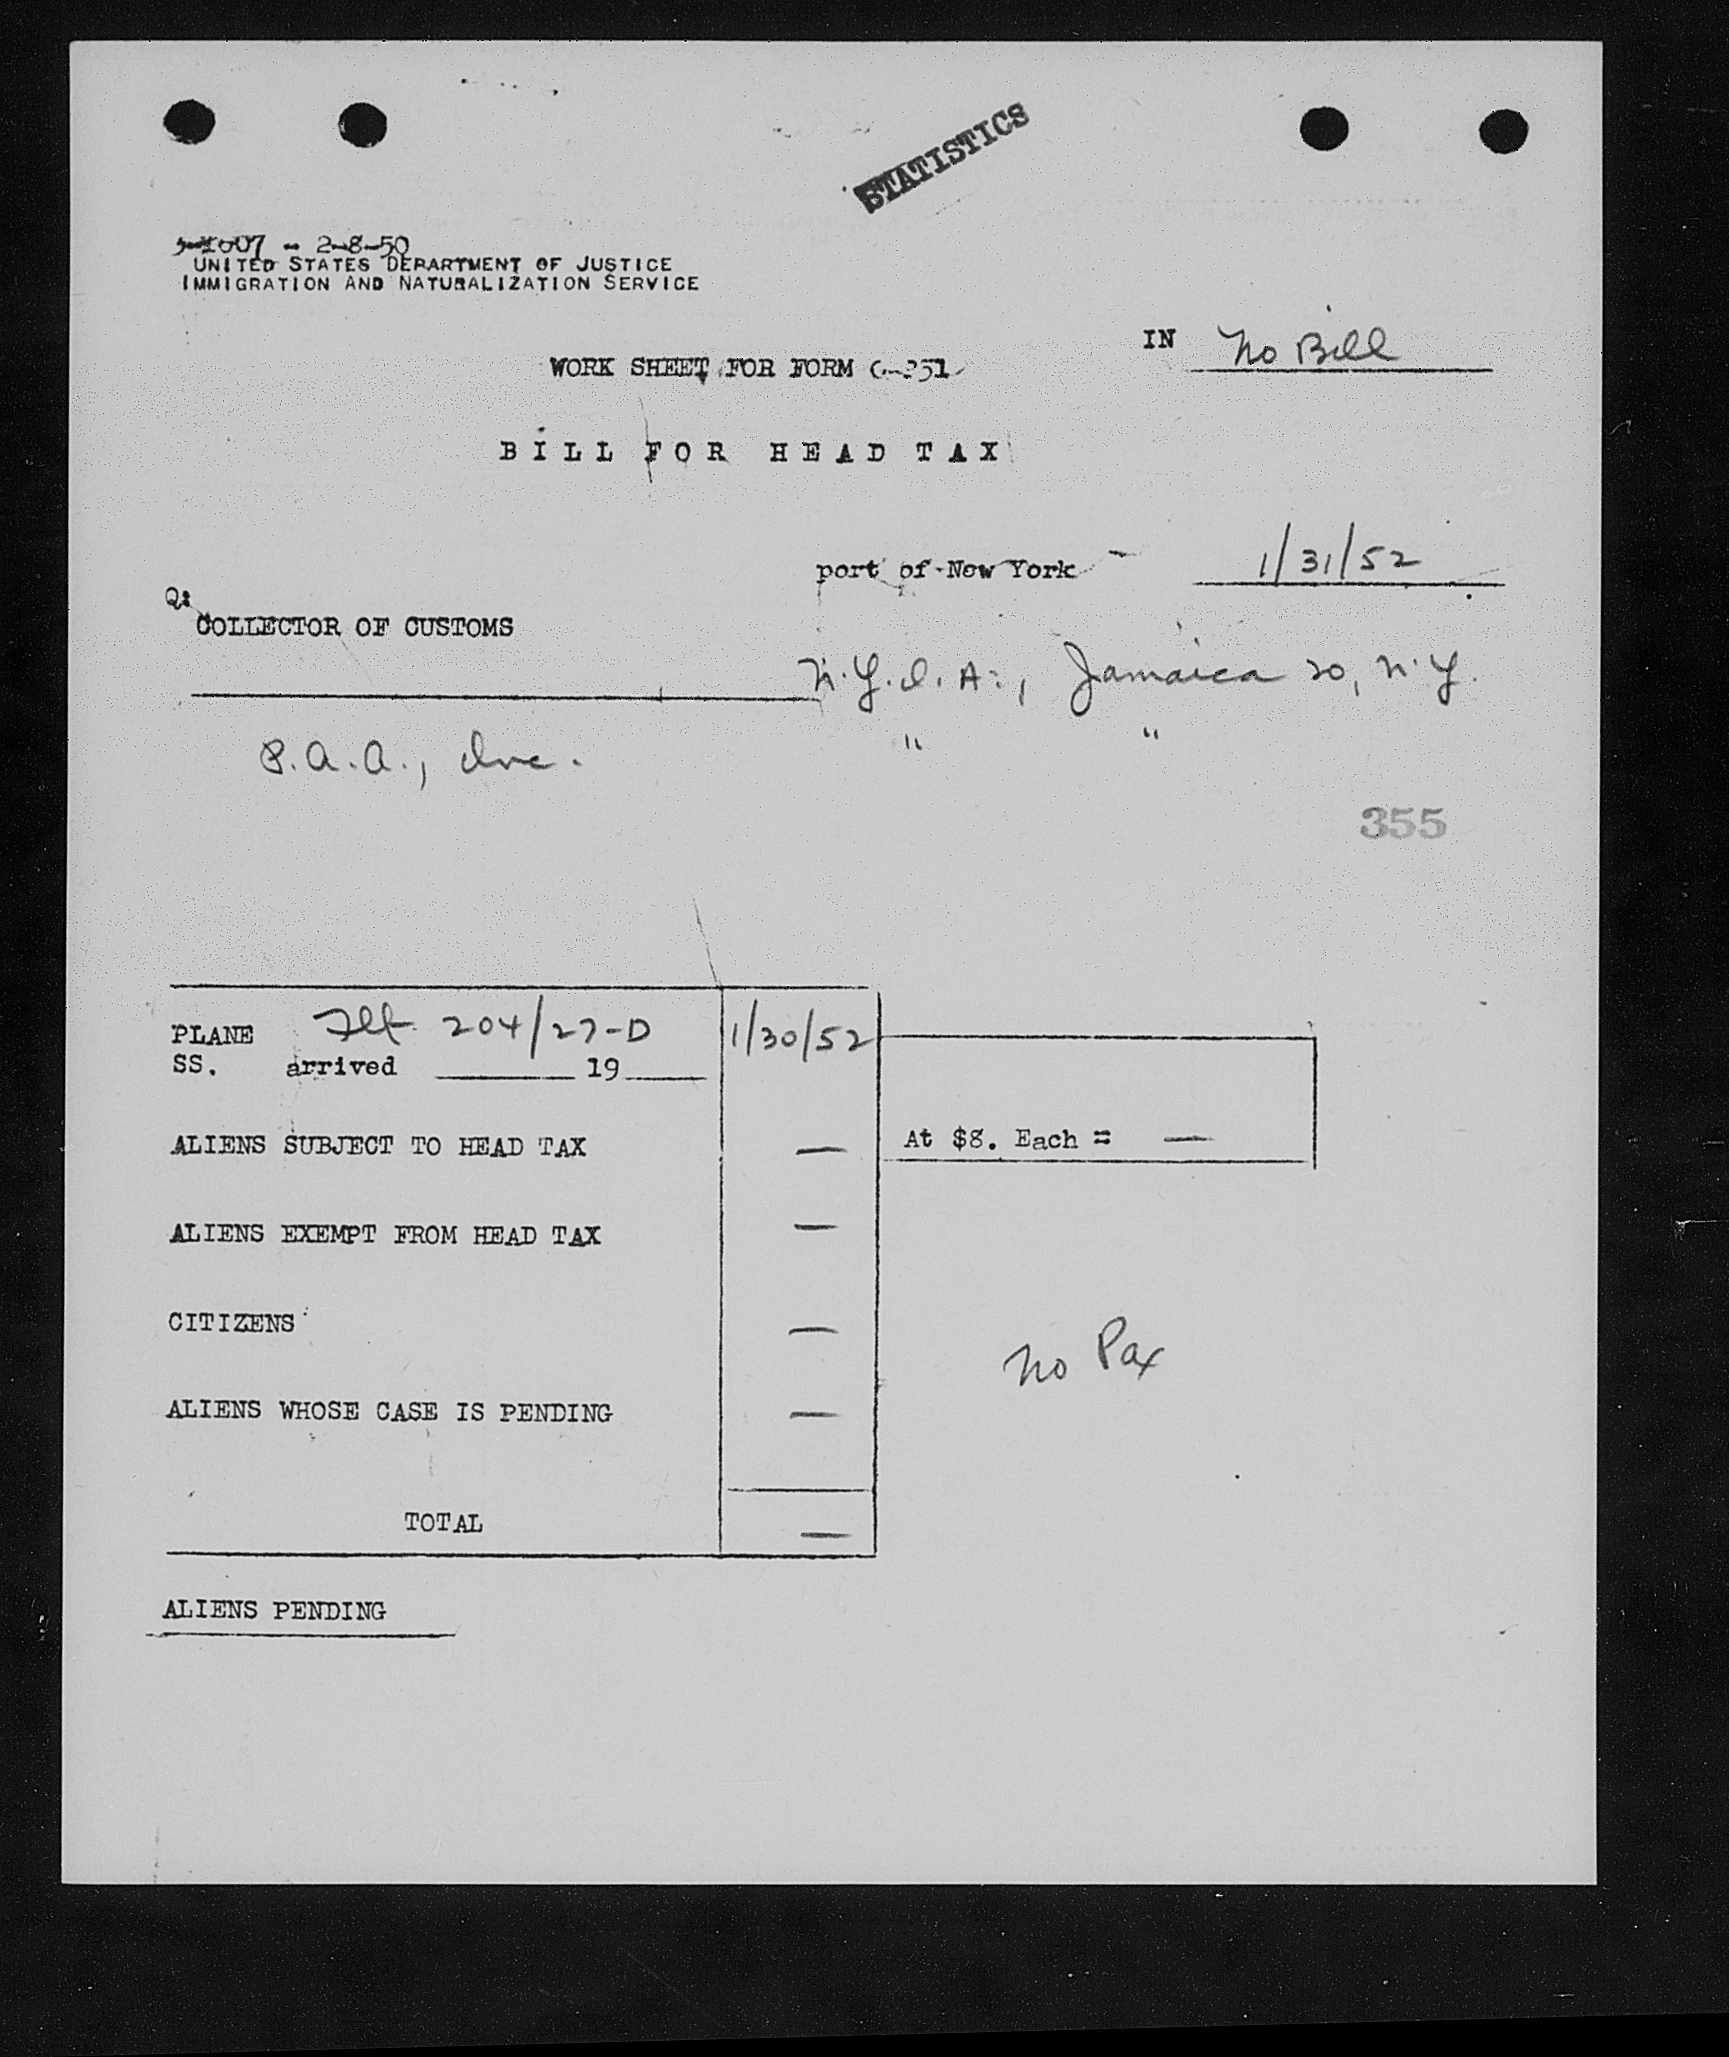 STATISTICS
- 2-8-50
UNITED STATES DEPARTMENT OF JUSTICE
IMMIGRATION AND NATURALIZATION SERVICE
IN No Bill
WORK SHEET FOR FORM
BILL FOR HEAD TAX
port of New York 1/31/52
COLLECTOR OF CUSTOMS
N.Y.I.A., Jamaica 20, N.Y.
P.A.A., Inc. " "
355
PLANE Flt. 204/27-D 1/30/52
SS. arrived ____ 19____
ALIENS SUBJECT TO HEAD TAX — At $8. Each = —
ALIENS EXEMPT FROM HEAD TAX —
CITIZENS —
No Pax
ALIENS WHOSE CASE IS PENDING —
TOTAL —
ALIENS PENDING